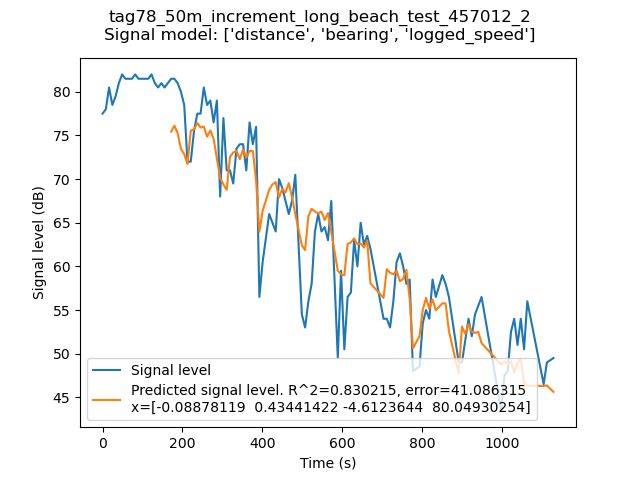 tag78_50m_increment_long_beach_test_457012_2
Signal model: ['distance', 'bearing', 'logged_speed']
Signal level (dB)
80
75
70
65
60
55
50
45
Signal level
Predicted signal level. R^2=0.830215, error=41.086315
x=[-0.08878119  0.43441422 -4.6123644  80.04930254]
0 200 400 600 800 1000
Time (s)